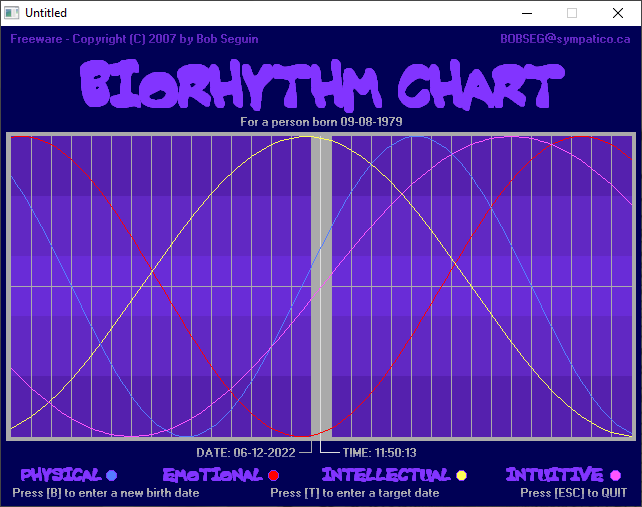 Untitled
Freeware - Copyright (C) 2007 by Bob Seguin BOBSEG@sympatico.ca
BIORHYTHM CHART
For a person born 09-08-1979
DATE: 06-12-2022 TIME: 11:50:13
PHYSICAL EMOTIONAL INTELLECTUAL INTUITIVE
Press [B] to enter a new birth date Press [T] to enter a target date Press [ESC] to QUIT